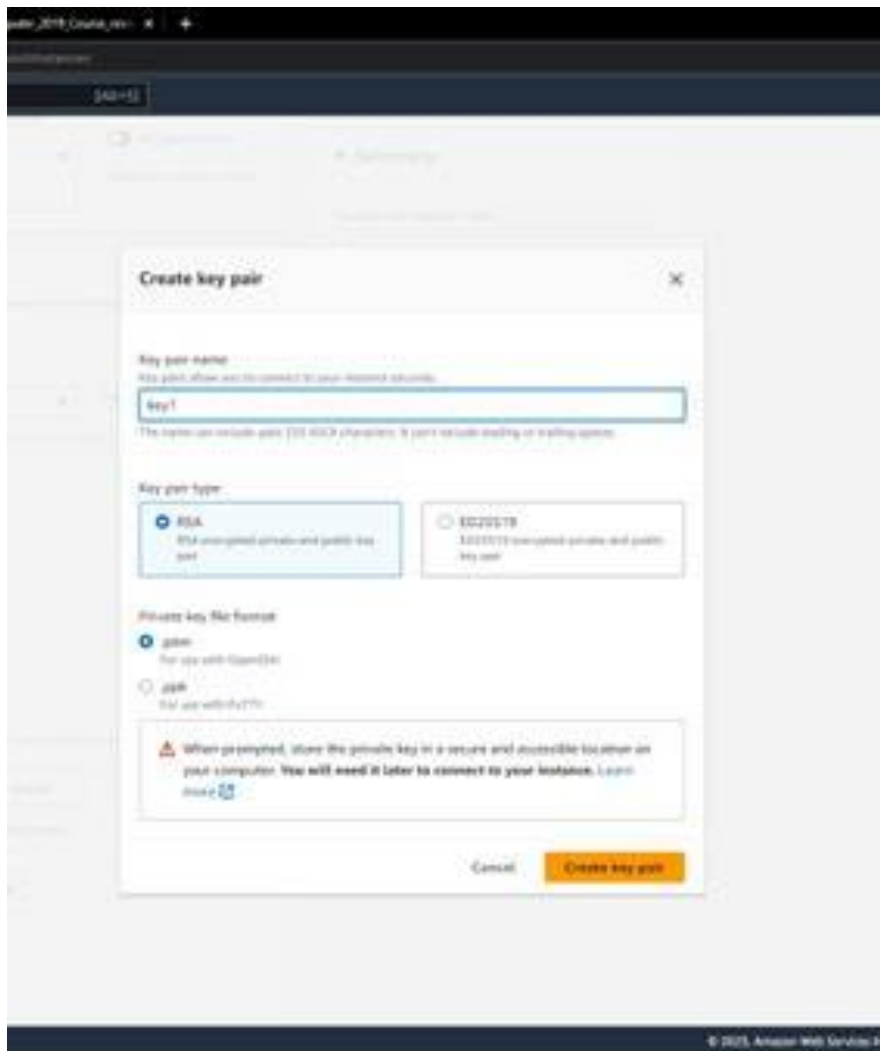 [Alt+S]
Create key pair
Key pair name
Key pairs allow you to connect to your instance securely.
key1
The name can include upto 255 ASCII characters. It can't include leading or trailing spaces.
Key pair type
RSA
RSA encrypted private and public key
pair
ED25519
ED25519 encrypted private and public
key pair
Private key file format
.pem
For use with OpenSSH
.ppk
For use with PuTTY
When prompted, store the private key in a secure and accessible location on
your computer. You will need it later to connect to your instance. Learn
more
Cancel
Create key pair
© 2023, Amazon Web Services